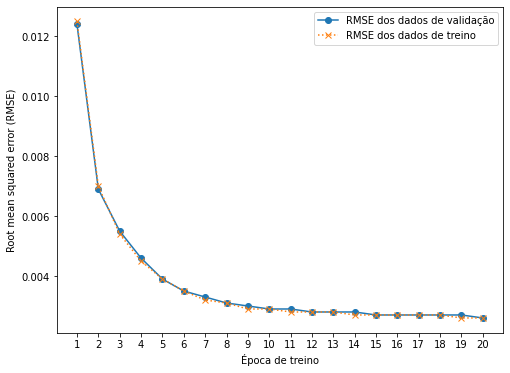 RMSE dos dados de validação
RMSE dos dados de treino
Root mean squared error (RMSE)
0.012
0.010
0.008
0.006
0.004
1 2 3 4 5 6 7 8 9 10 11 12 13 14 15 16 17 18 19 20
Época de treino